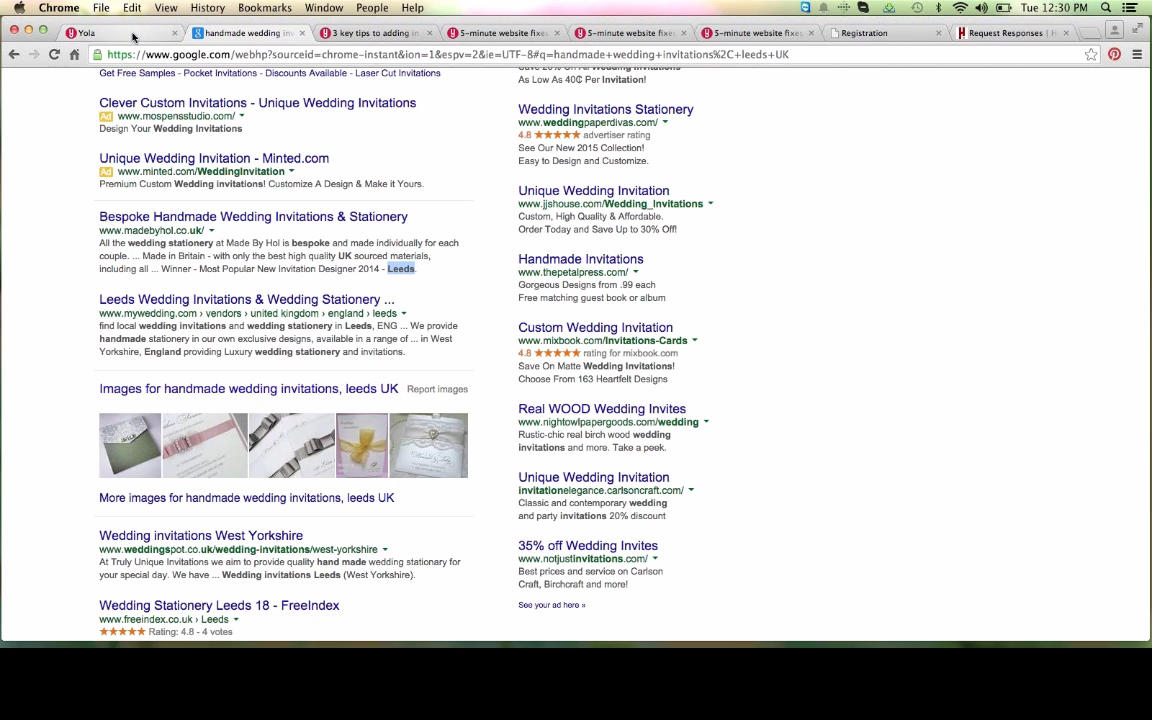 Chrome File Edit View History Bookmarks Window People Help Tue 12:30 PM
Yola handmade wedding inv 3 key tips to adding in 5-minute website fixes 5-minute website fixes 5-minute website fixes Registration Request Responses | H
https://www.google.com/webhp?sourceid=chrome-instant&ion=1&espv=2&ie=UTF-8#q=handmade+wedding+invitations%2C+leeds+UK
Get Free Samples - Pocket Invitations - Discounts Available - Laser Cut Invitations
Clever Custom Invitations - Unique Wedding Invitations
Ad www.mospensstudio.com/
Design Your Wedding Invitations
Unique Wedding Invitation - Minted.com
Ad www.minted.com/WeddingInvitation
Premium Custom Wedding invitations! Customize A Design & Make it Yours.
Bespoke Handmade Wedding Invitations & Stationery
www.madebyhol.co.uk/
All the wedding stationery at Made By Hol is bespoke and made individually for each
couple. ... Made in Britain - with only the best high quality UK sourced materials,
including all ... Winner - Most Popular New Invitation Designer 2014 - Leeds.
Leeds Wedding Invitations & Wedding Stationery ...
www.mywedding.com › vendors › united kingdom › england › leeds
find local wedding invitations and wedding stationery in Leeds, ENG ... We provide
handmade stationery in our own exclusive designs, available in a range of ... in West
Yorkshire, England providing Luxury wedding stationery and invitations.
Images for handmade wedding invitations, leeds UK Report images
More images for handmade wedding invitations, leeds UK
Wedding invitations West Yorkshire
www.weddingspot.co.uk/wedding-invitations/west-yorkshire
At Truly Unique Invitations we aim to provide quality hand made wedding stationary for
your special day. We have ... Wedding invitations Leeds (West Yorkshire).
Wedding Stationery Leeds 18 - FreeIndex
www.freeindex.co.uk › Leeds
Rating: 4.8 - 4 votes
Save 20% On All Wedding Invitations
As Low As 40¢ Per Invitation!
Wedding Invitations Stationery
www.weddingpaperdivas.com/
4.8 advertiser rating
See Our New 2015 Collection!
Easy to Design and Customize.
Unique Wedding Invitation
www.jjshouse.com/Wedding_Invitations
Custom, High Quality & Affordable.
Order Today and Save Up to 30% Off!
Handmade Invitations
www.thepetalpress.com/
Gorgeous Designs from .99 each
Free matching guest book or album
Custom Wedding Invitation
www.mixbook.com/Invitations-Cards
4.8 rating for mixbook.com
Save On Matte Wedding Invitations!
Choose From 163 Heartfelt Designs
Real WOOD Wedding Invites
www.nightowlpapergoods.com/wedding
Rustic-chic real birch wood wedding
invitations and more. Take a peek.
Unique Wedding Invitation
invitationelegance.carlsoncraft.com/
Classic and contemporary wedding
and party invitations 20% discount
35% off Wedding Invites
www.notjustinvitations.com/
Best prices and service on Carlson
Craft, Birchcraft and more!
See your ad here »